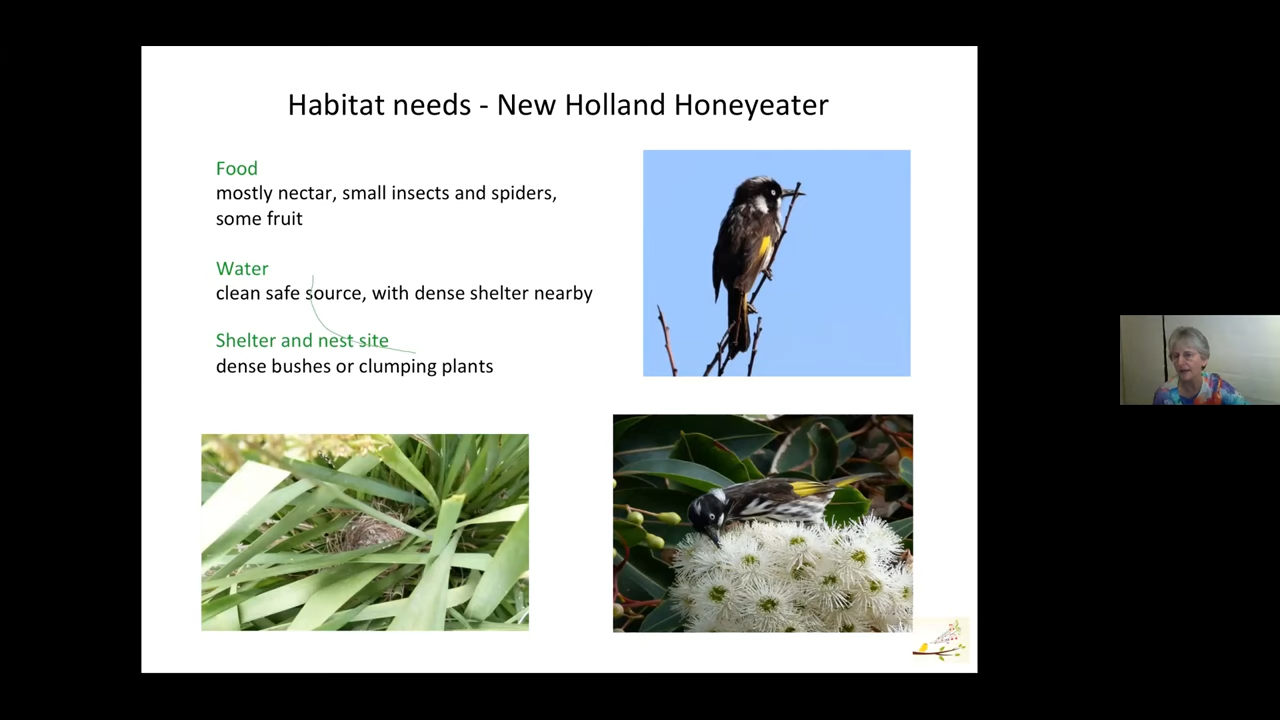 Habitat needs - New Holland Honeyeater
Food
mostly nectar, small insects and spiders,
some fruit
Water
clean safe source, with dense shelter nearby
Shelter and nest site
dense bushes or clumping plants